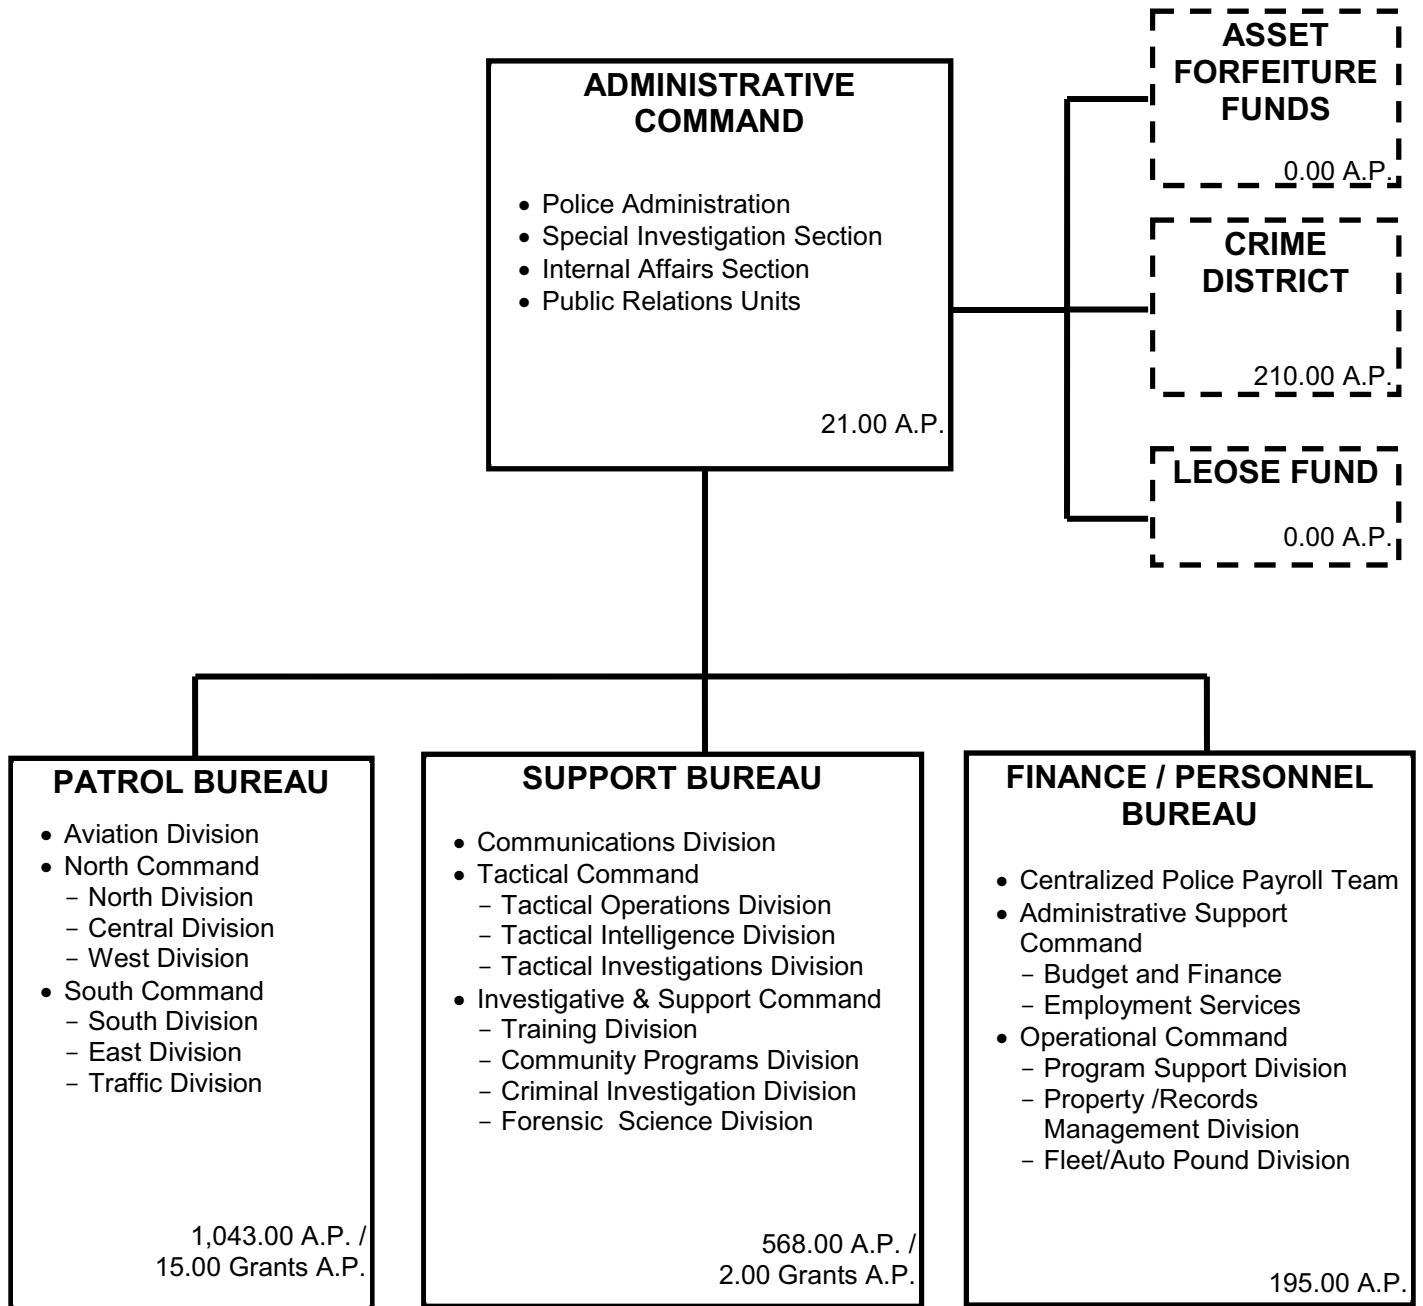 ADMINISTRATIVE
COMMAND
• Police Administration
• Special Investigation Section
• Internal Affairs Section
• Public Relations Units
21.00 A.P.
ASSET
FORFEITURE
FUNDS
0.00 A.P.
CRIME
DISTRICT
210.00 A.P.
LEOSE FUND
0.00 A.P.
PATROL BUREAU
• Aviation Division
• North Command
− North Division
− Central Division
− West Division
• South Command
− South Division
− East Division
− Traffic Division
1,043.00 A.P. /
15.00 Grants A.P.
SUPPORT BUREAU
• Communications Division
• Tactical Command
− Tactical Operations Division
− Tactical Intelligence Division
− Tactical Investigations Division
• Investigative & Support Command
− Training Division
− Community Programs Division
− Criminal Investigation Division
− Forensic  Science Division
568.00 A.P. /
2.00 Grants A.P.
FINANCE / PERSONNEL
BUREAU
• Centralized Police Payroll Team
• Administrative Support
Command
− Budget and Finance
− Employment Services
• Operational Command
− Program Support Division
− Property /Records
Management Division
− Fleet/Auto Pound Division
195.00 A.P.